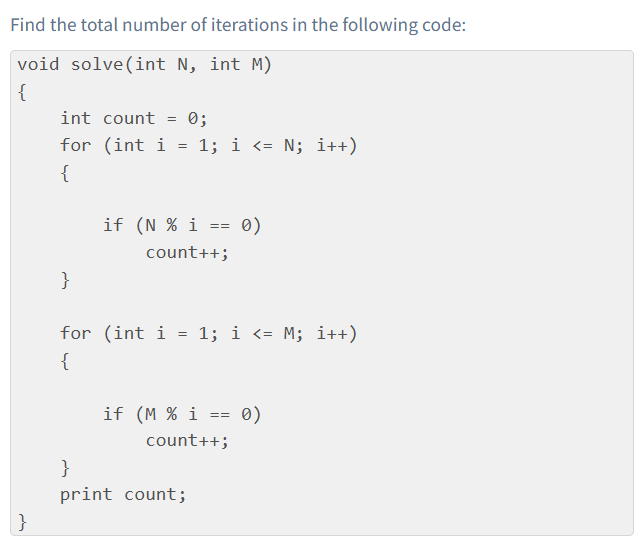 Find the total number of iterations in the following code:
void solve(int N, int M)
{
    int count = 0;
    for (int i = 1; i <= N; i++)
    {
        if (N % i == 0)
            count++;
    }
    for (int i = 1; i <= M; i++)
    {
        if (M % i == 0)
            count++;
    }
    print count;
}